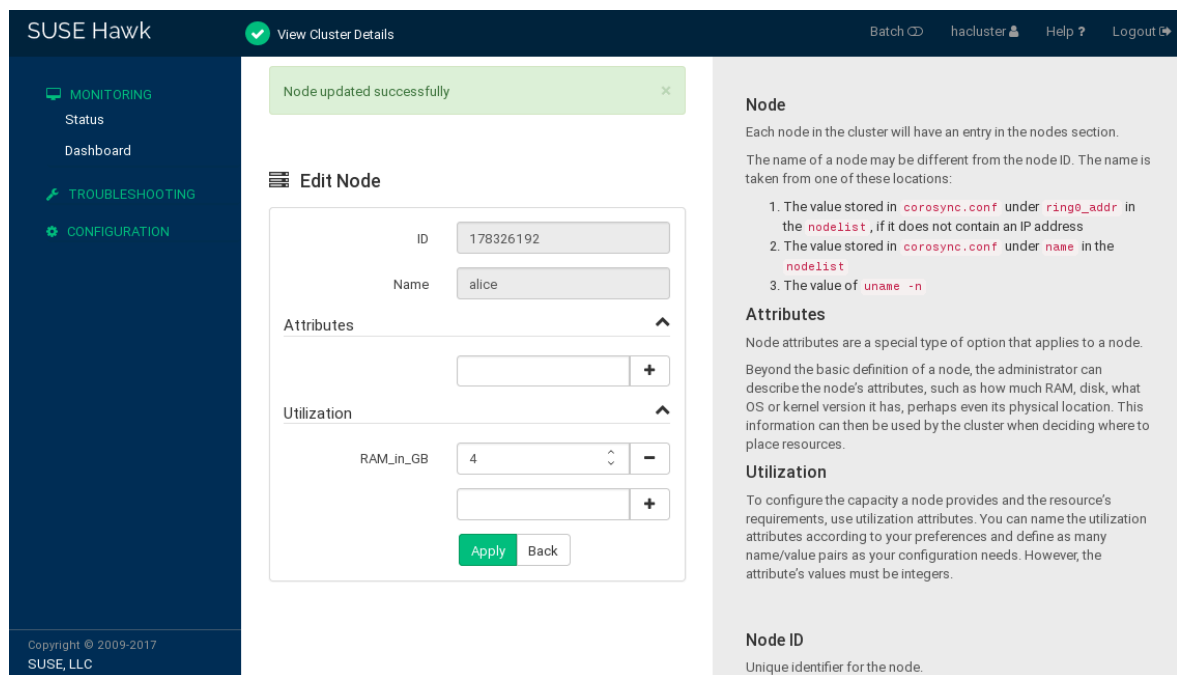 SUSE Hawk
View Cluster Details
Batch
hacluster
Help ?
Logout
MONITORING
Status
Dashboard
TROUBLESHOOTING
CONFIGURATION
Copyright © 2009-2017
SUSE, LLC
Node updated successfully ×
Edit Node
ID 178326192
Name alice
Attributes
Utilization
RAM_in_GB 4
Apply Back
Node
Each node in the cluster will have an entry in the nodes section.
The name of a node may be different from the node ID. The name is
taken from one of these locations:
1. The value stored in corosync.conf under ring0_addr in
the nodelist , if it does not contain an IP address
2. The value stored in corosync.conf under name in the
nodelist
3. The value of uname -n
Attributes
Node attributes are a special type of option that applies to a node.
Beyond the basic definition of a node, the administrator can
describe the node's attributes, such as how much RAM, disk, what
OS or kernel version it has, perhaps even its physical location. This
information can then be used by the cluster when deciding where to
place resources.
Utilization
To configure the capacity a node provides and the resource's
requirements, use utilization attributes. You can name the utilization
attributes according to your preferences and define as many
name/value pairs as your configuration needs. However, the
attribute's values must be integers.
Node ID
Unique identifier for the node.